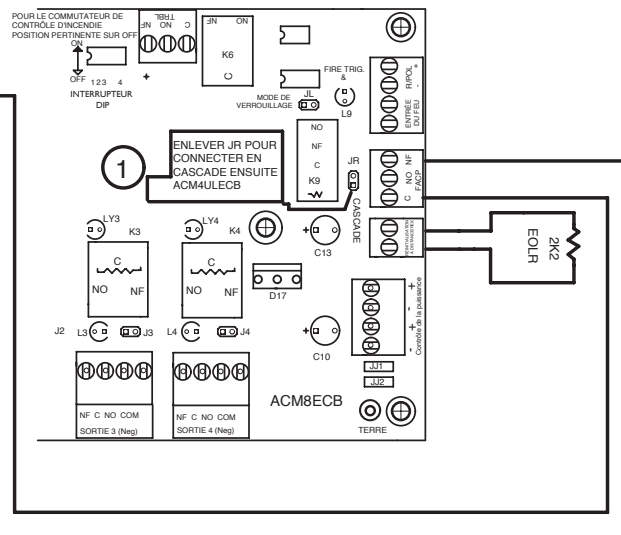 POUR LE COMMUTATEUR DE
CONTRÔLE D'INCENDIE
POSITION PERTINENTE SUR OFF
ON
OFF
1 2 3 4
INTERRUPTEUR
DIP
TRBL
NF NO C
NF NO
K6
C
FIRE TRIG.
&
L9
MODE DE
VERROUILLAGE
JL
R/POL + -
ENTRÉE
DU FEU
1
ENLEVER JR POUR
CONNECTER EN
CASCADE ENSUITE
ACM4ULECB
NO
NF
C
K9
JR
CASCADE
C NO NF
FACP
EOLR
2K2
LY3
K3
C
NO NF
LY4
K4
C
NO NF
C13
D17
J2
L3
J3
L4
J4
C10
+ - + -
Contrôle de la puissance
JJ1
JJ2
NF C NO COM
SORTIE 3 (Neg)
NF C NO COM
SORTIE 4 (Neg)
ACM8ECB
TERRE